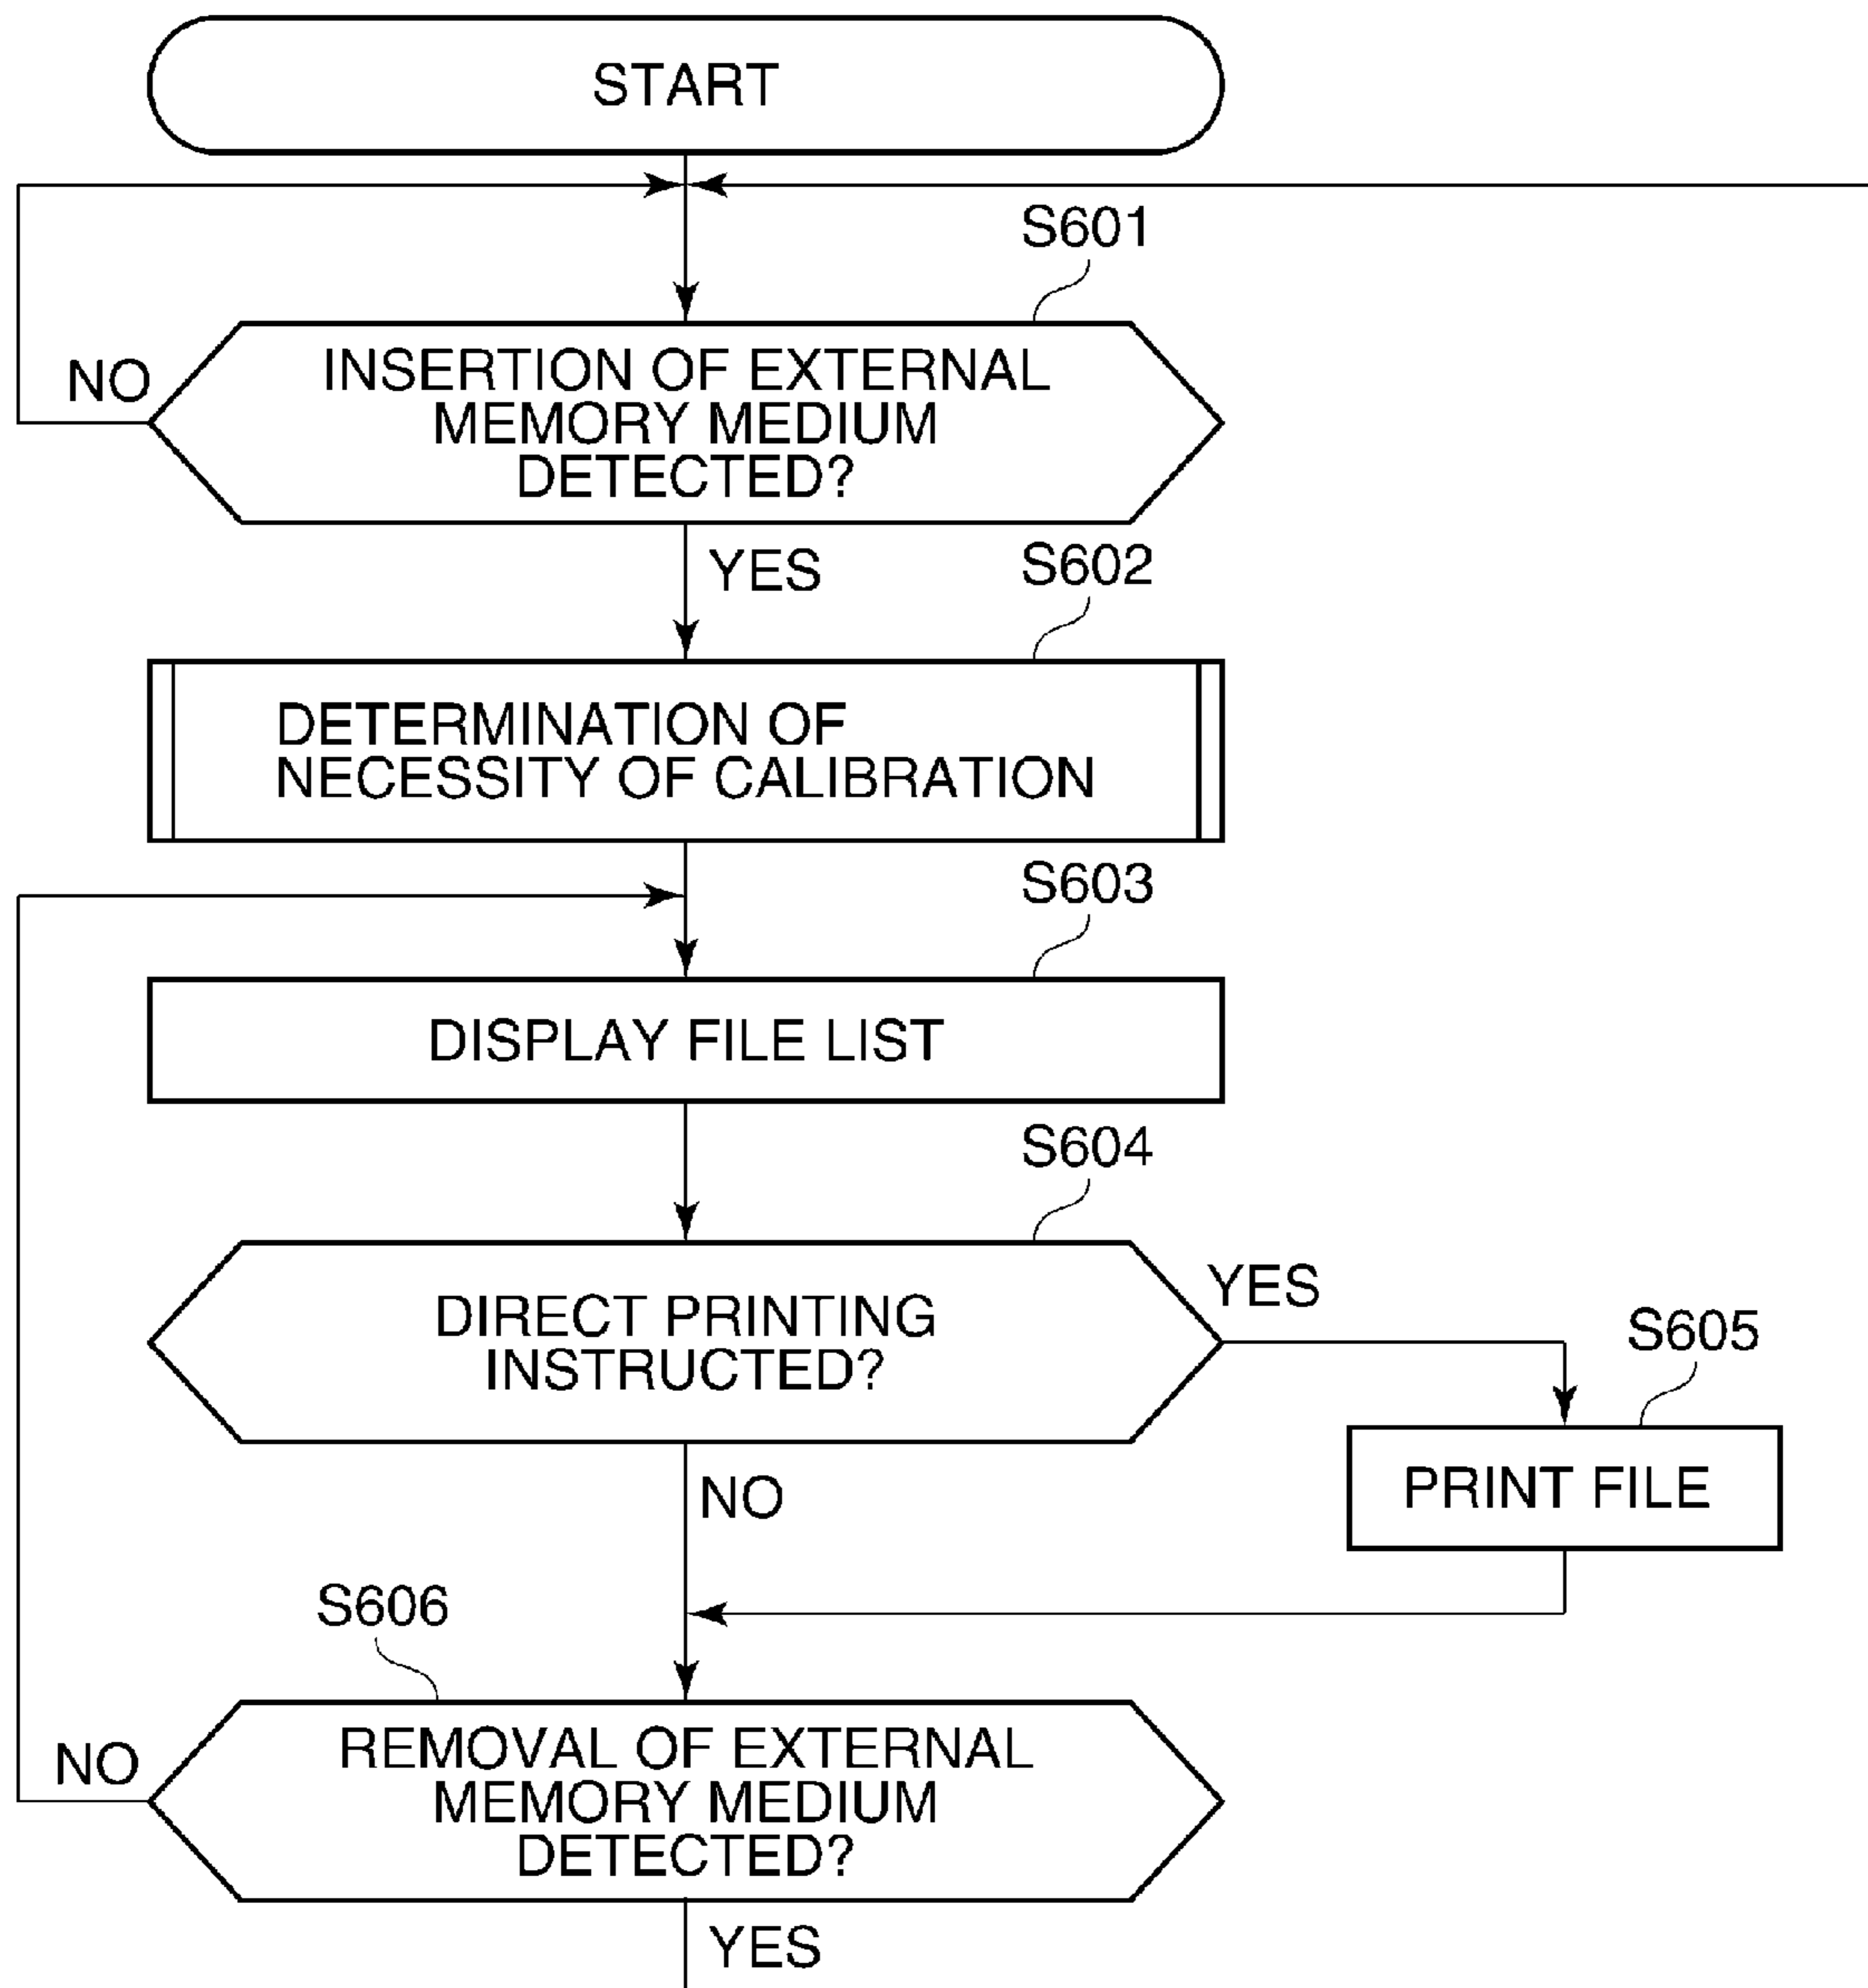 START
S601
NO
INSERTION OF EXTERNAL
MEMORY MEDIUM
DETECTED?
YES
S602
DETERMINATION OF
NECESSITY OF CALIBRATION
S603
DISPLAY FILE LIST
S604
DIRECT PRINTING
INSTRUCTED?
YES
S605
PRINT FILE
NO
S606
NO
REMOVAL OF EXTERNAL
MEMORY MEDIUM
DETECTED?
YES